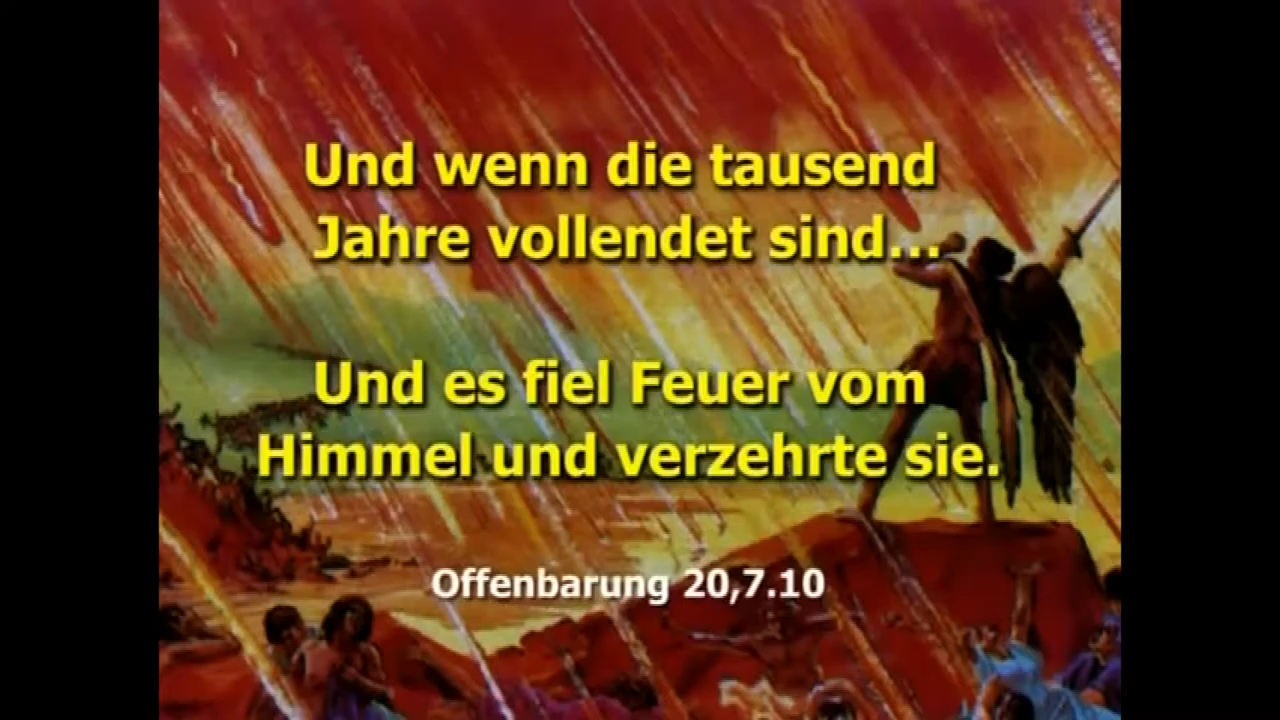 Und wenn die tausend
Jahre vollendet sind...
Und es fiel Feuer vom
Himmel und verzehrte sie.
Offenbarung 20,7.10